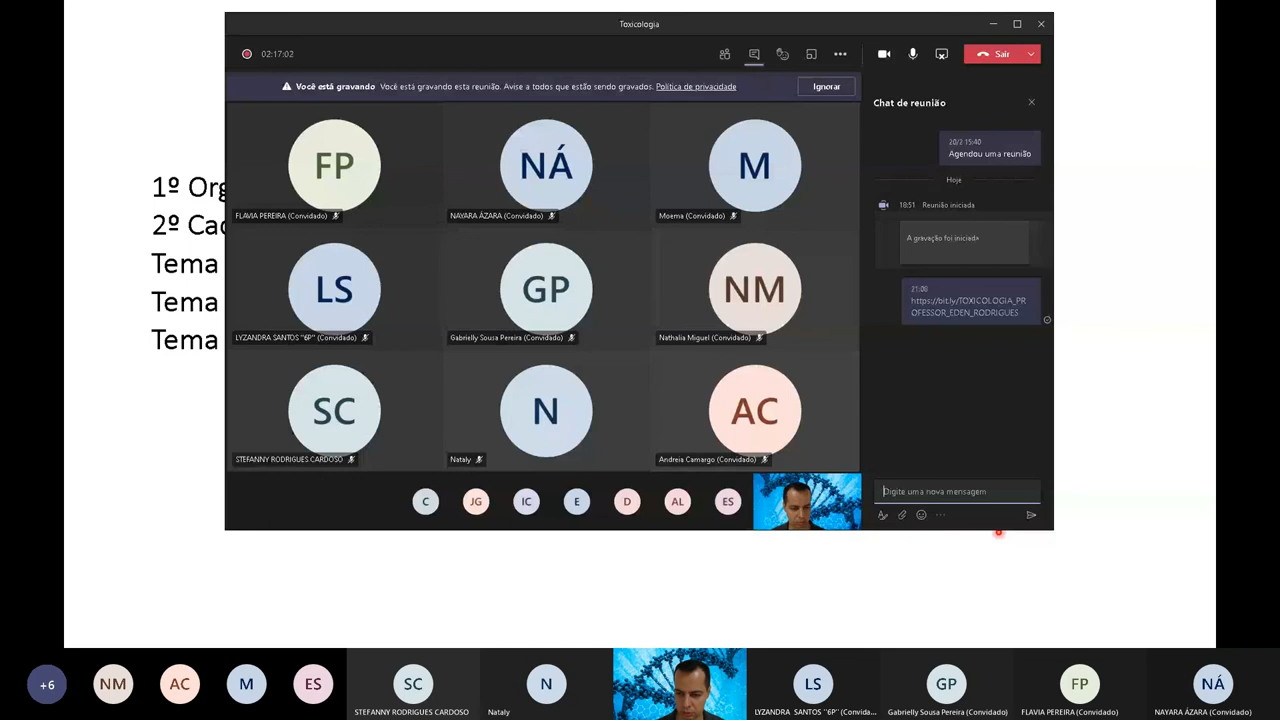 Toxicologia
02:17:02
Sair
Você está gravando Você está gravando esta reunião. Avise a todos que estão sendo gravados. Política de privacidade
Ignorar
Chat de reunião
20/2 15:40
Agendou uma reunião
Hoje
18:51 Reunião iniciada
A gravação foi iniciada
21:08
https://bit.ly/TOXICOLOGIA_PR
OFESSOR_EDEN_RODRIGUES
Digite uma nova mensagem
1º Org
2º Cad
Tema
Tema
Tema
FP
FLAVIA PEREIRA (Convidado)
NÁ
NAYARA ÁZARA (Convidado)
M
Moema (Convidado)
LS
LYZANDRA SANTOS "6P" (Convidado)
GP
Gabrielly Sousa Pereira (Convidado)
NM
Nathalia Miguel (Convidado)
SC
STEFANNY RODRIGUES CARDOSO
N
Nataly
AC
Andreia Camargo (Convidado)
C
JG
IC
E
D
AL
ES
+6
NM
AC
M
ES
SC
STEFANNY RODRIGUES CARDOSO
N
Nataly
LS
LYZANDRA SANTOS "6P" (Convida...
GP
Gabrielly Sousa Pereira (Convidado)
FP
FLAVIA PEREIRA (Convidado)
NÁ
NAYARA ÁZARA (Convidado)